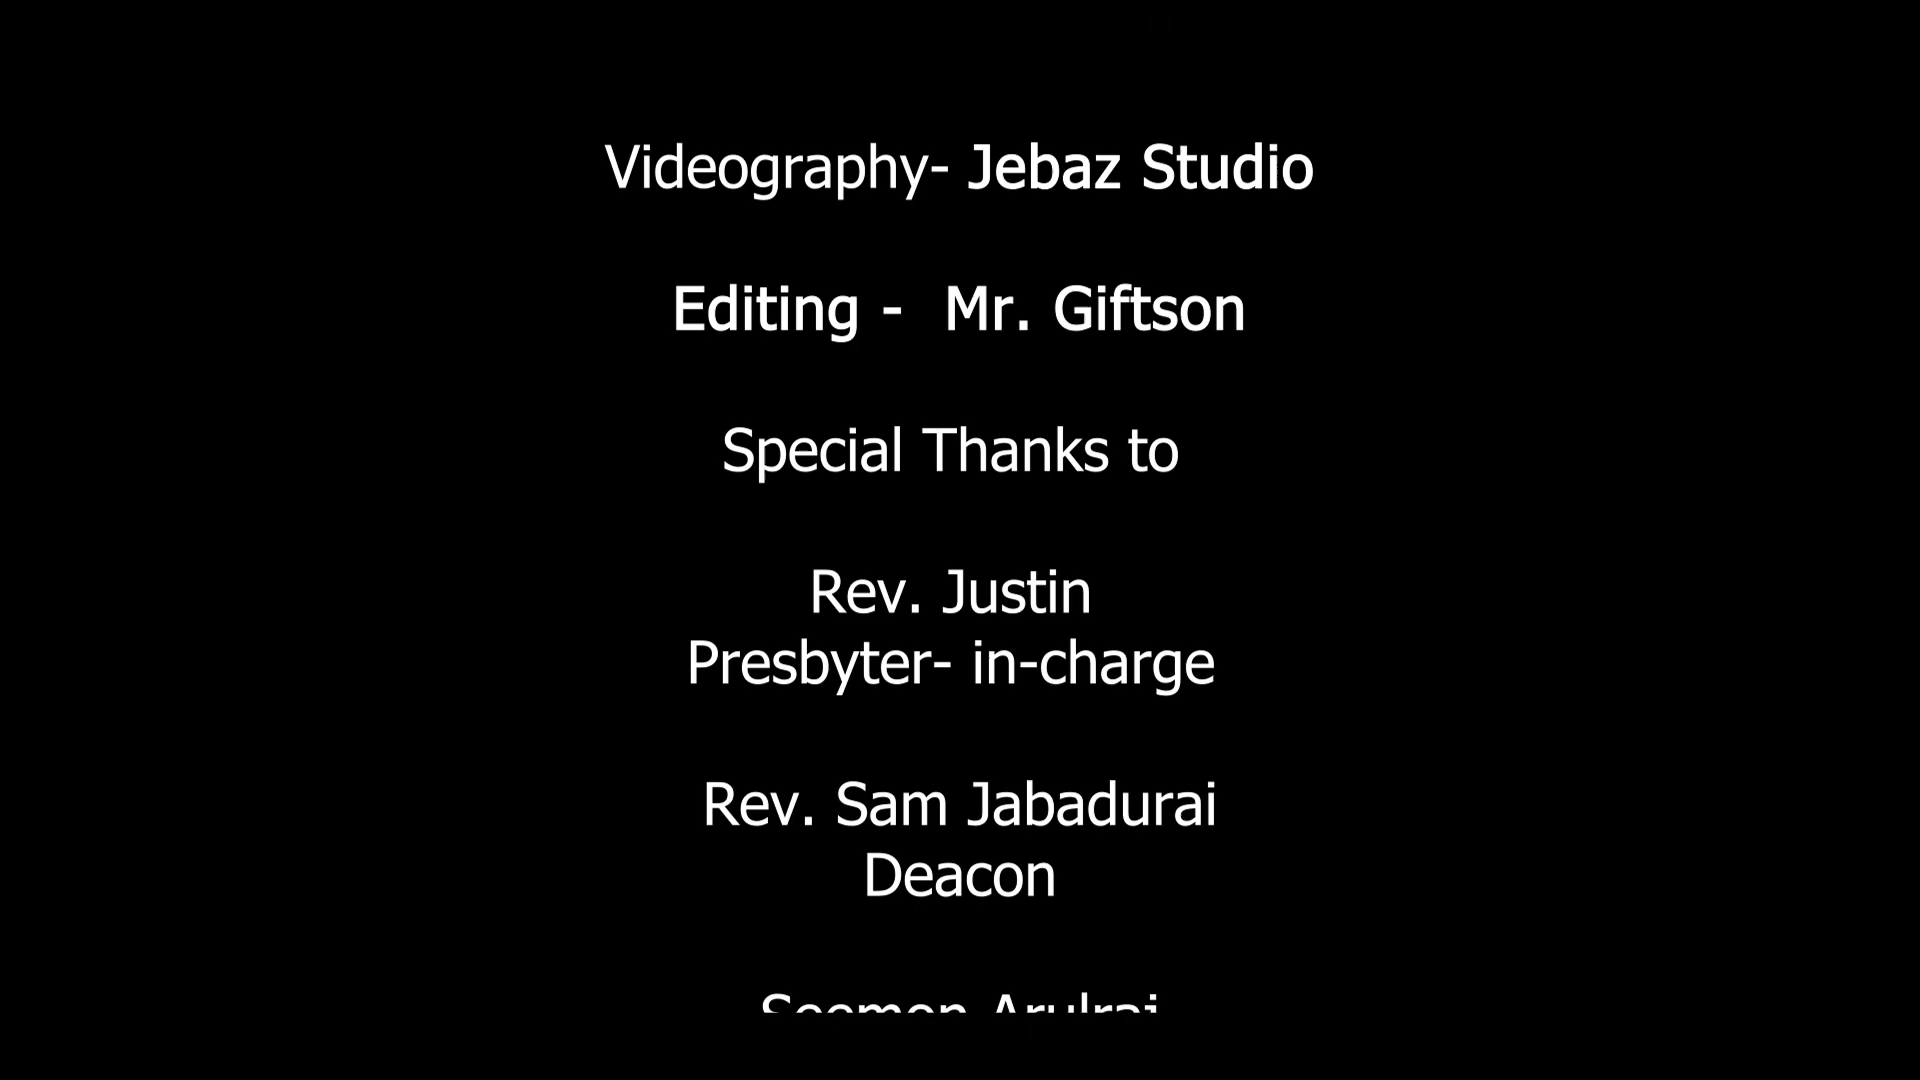 Videography- Jebaz Studio
Editing -  Mr. Giftson
Special Thanks to
Rev. Justin
Presbyter- in-charge
Rev. Sam Jabadurai
Deacon